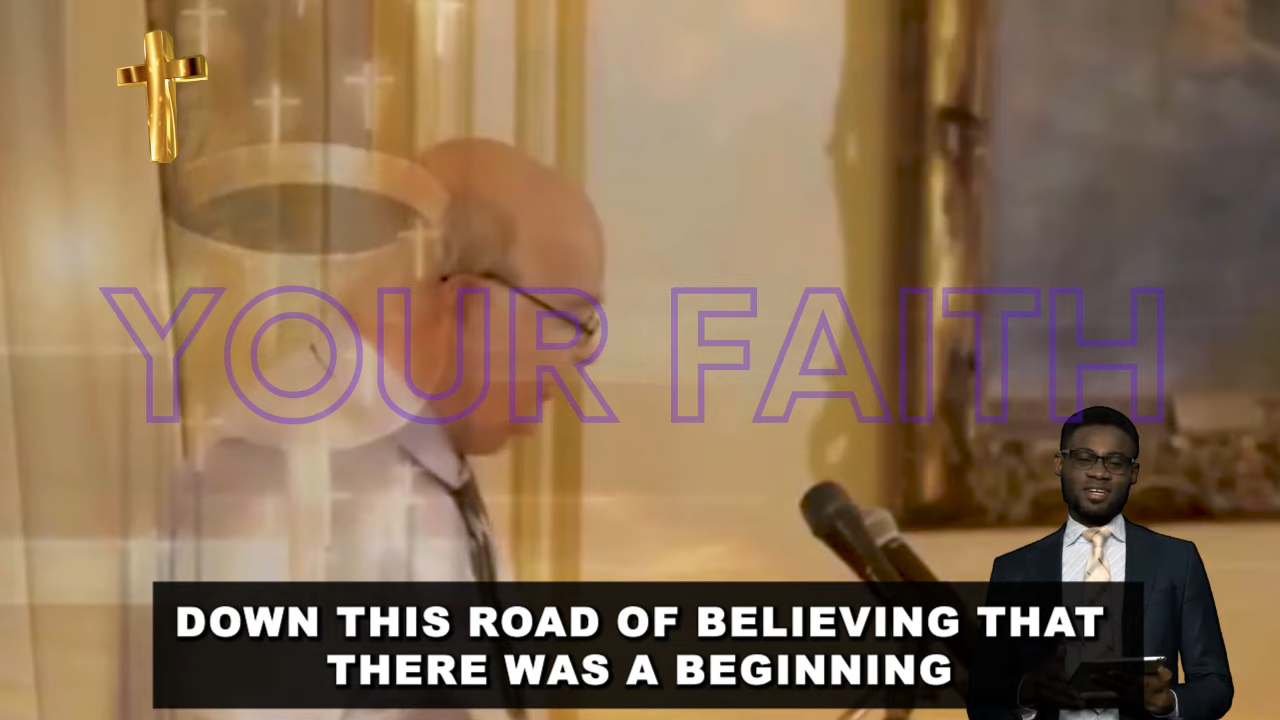 YOUR FAITH
DOWN THIS ROAD OF BELIEVING THAT
THERE WAS A BEGINNING